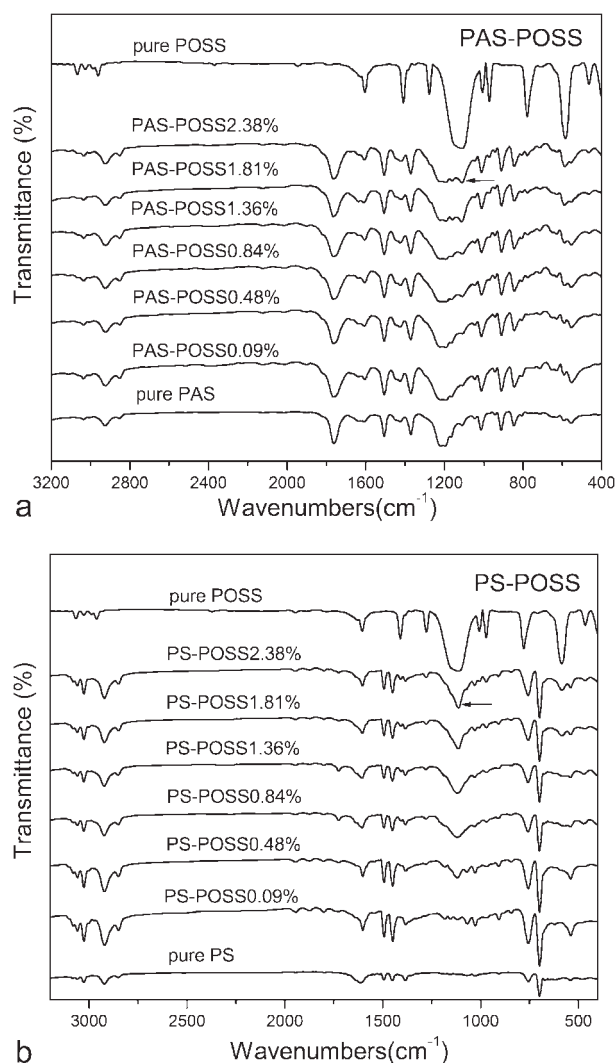 PAS-POSS
pure POSS
PAS-POSS2.38%
PAS-POSS1.81%
PAS-POSS1.36%
PAS-POSS0.84%
PAS-POSS0.48%
PAS-POSS0.09%
pure PAS
Transmittance (%)
3200 2800 2400 2000 1600 1200 800 400
Wavenumbers(cm⁻¹)
a
PS-POSS
pure POSS
PS-POSS2.38%
PS-POSS1.81%
PS-POSS1.36%
PS-POSS0.84%
PS-POSS0.48%
PS-POSS0.09%
pure PS
Transmittance (%)
3000 2500 2000 1500 1000 500
Wavenumbers(cm⁻¹)
b